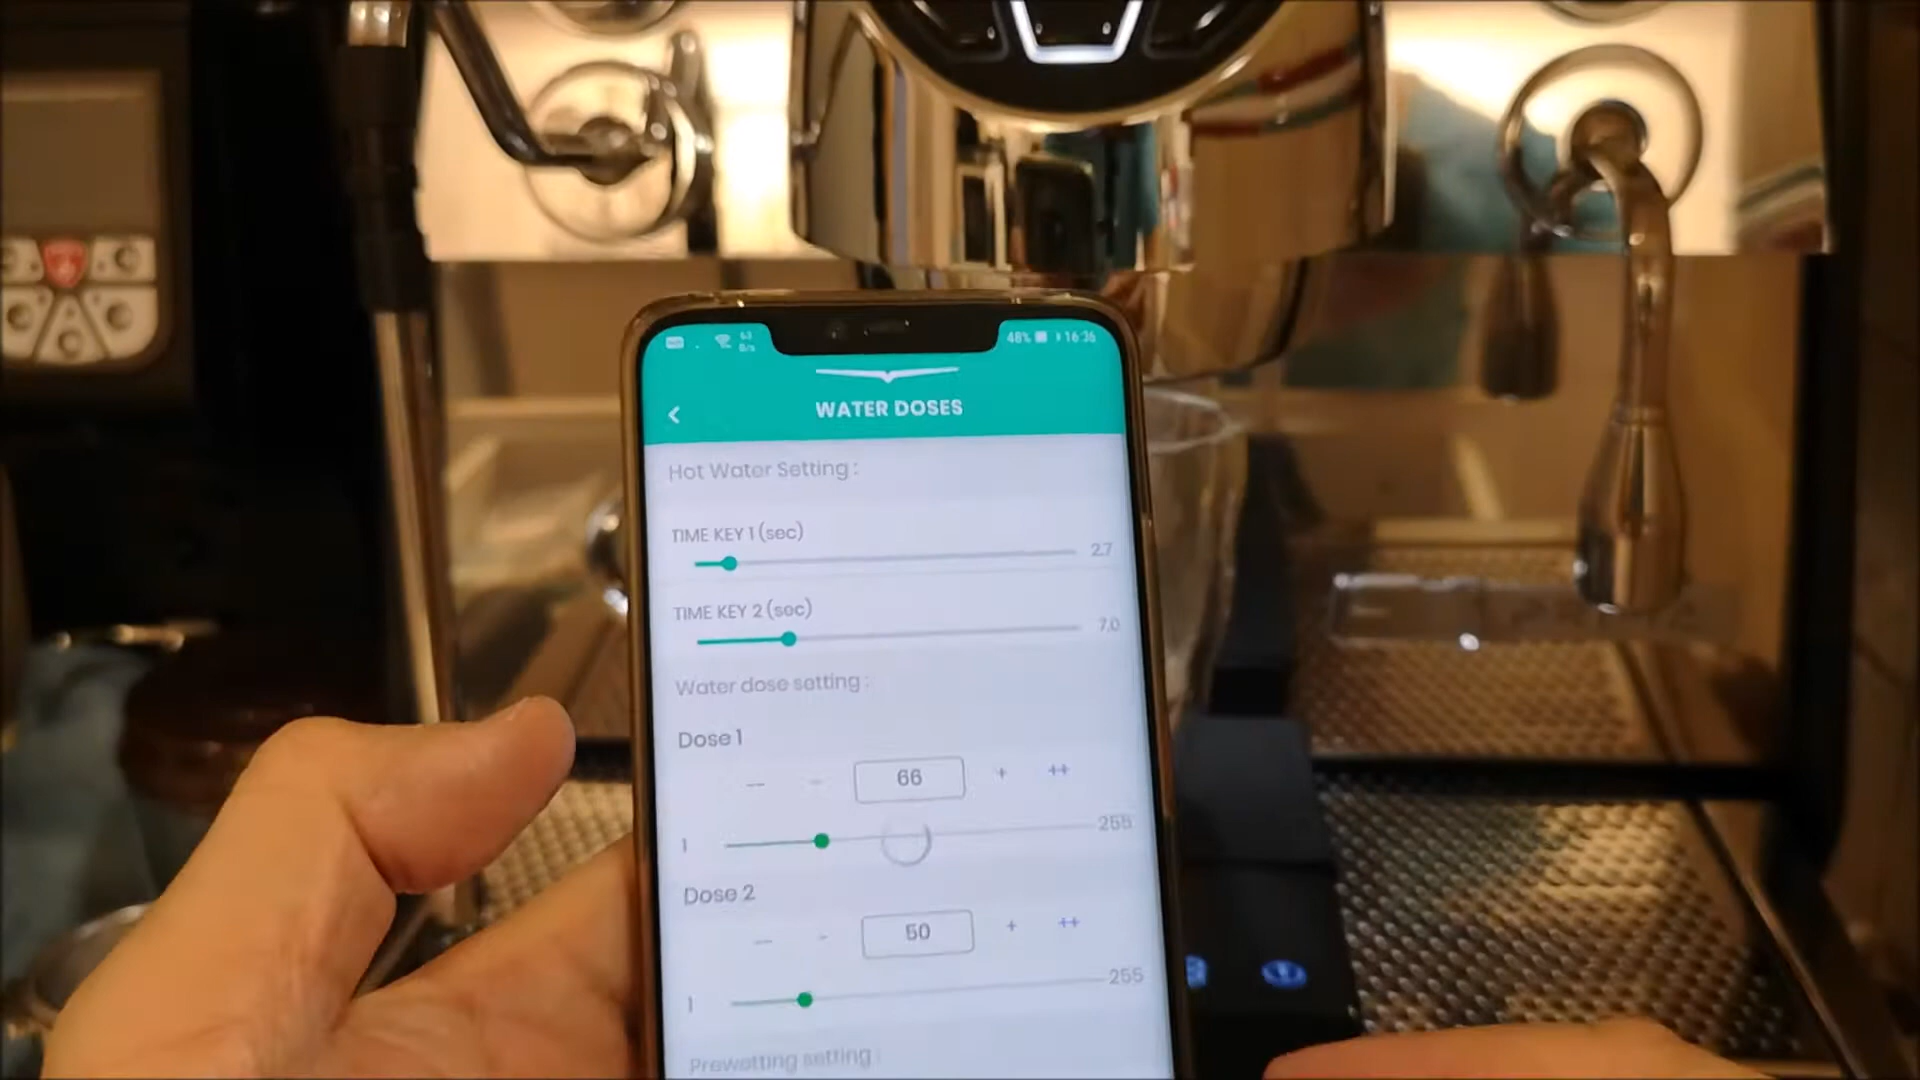 48% 16:36
WATER DOSES
Hot Water Setting :
TIME KEY 1 (sec)
2.7
TIME KEY 2 (sec)
7.0
Water dose setting :
Dose 1
-- - 66 + ++
1 255
Dose 2
-- - 50 + ++
1 255
Prewetting setting :